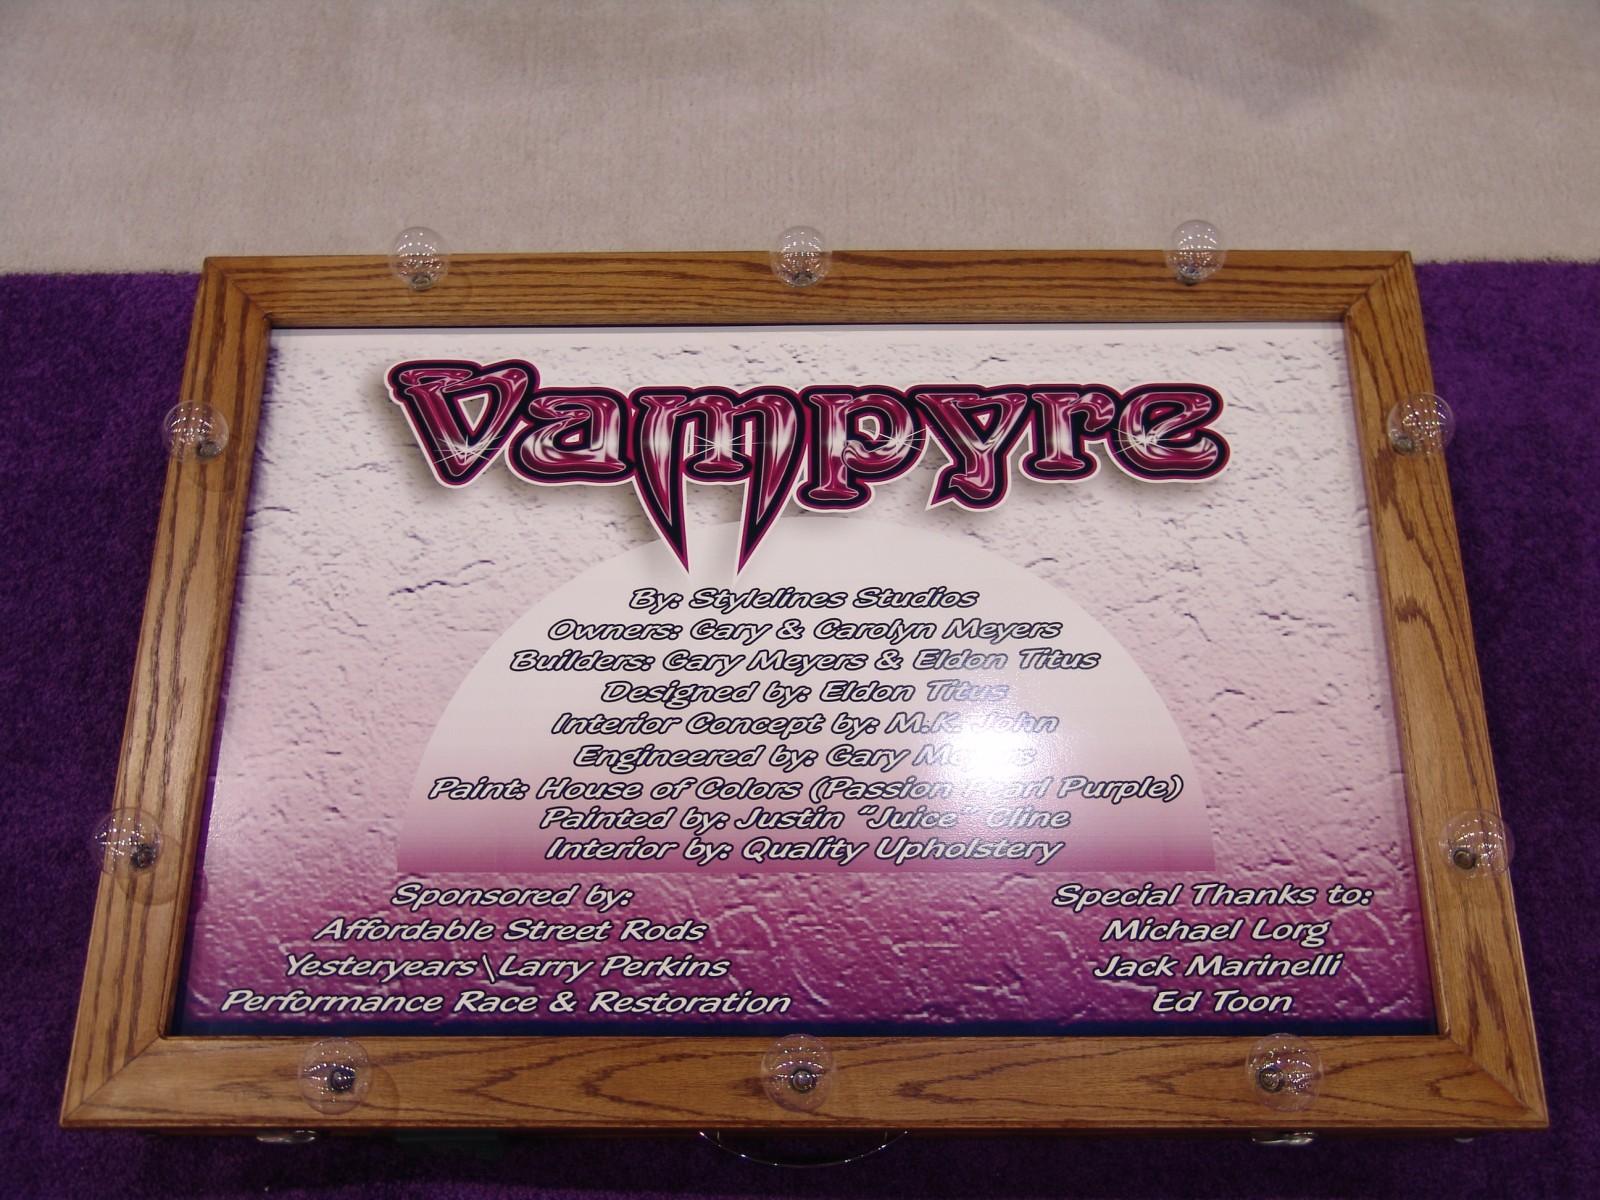 Vampyre
By: Stylelines Studios
Owners: Gary & Carolyn Meyers
Builders: Gary Meyers & Eldon Titus
Designed by: Eldon Titus
Interior Concept by: M.K. John
Engineered by: Gary Meyers
Paint: House of Colors (Passion Pearl Purple)
Painted by: Justin "Juice" Cline
Interior by: Quality Upholstery
Sponsored by:
Affordable Street Rods
Yesteryears\Larry Perkins
Performance Race & Restoration
Special Thanks to:
Michael Lorg
Jack Marinelli
Ed Toon